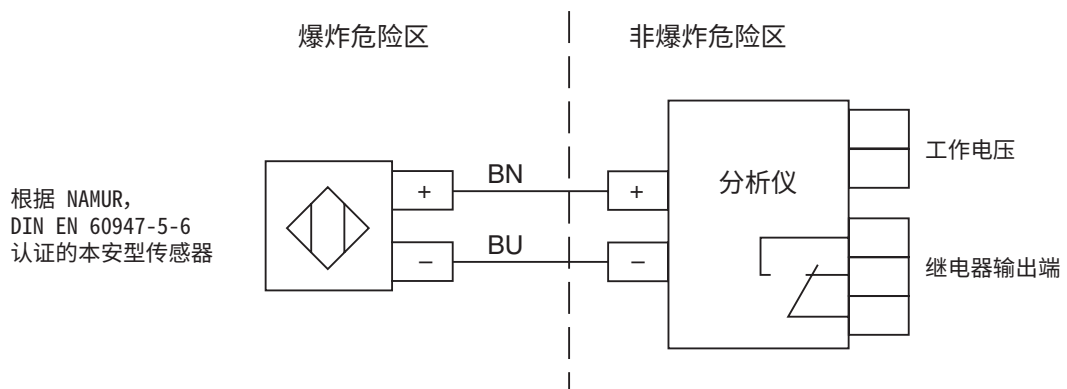 爆炸危险区
非爆炸危险区
根据 NAMUR,
DIN EN 60947-5-6
认证的本安型传感器
+
BN
+
−
BU
−
分析仪
工作电压
继电器输出端